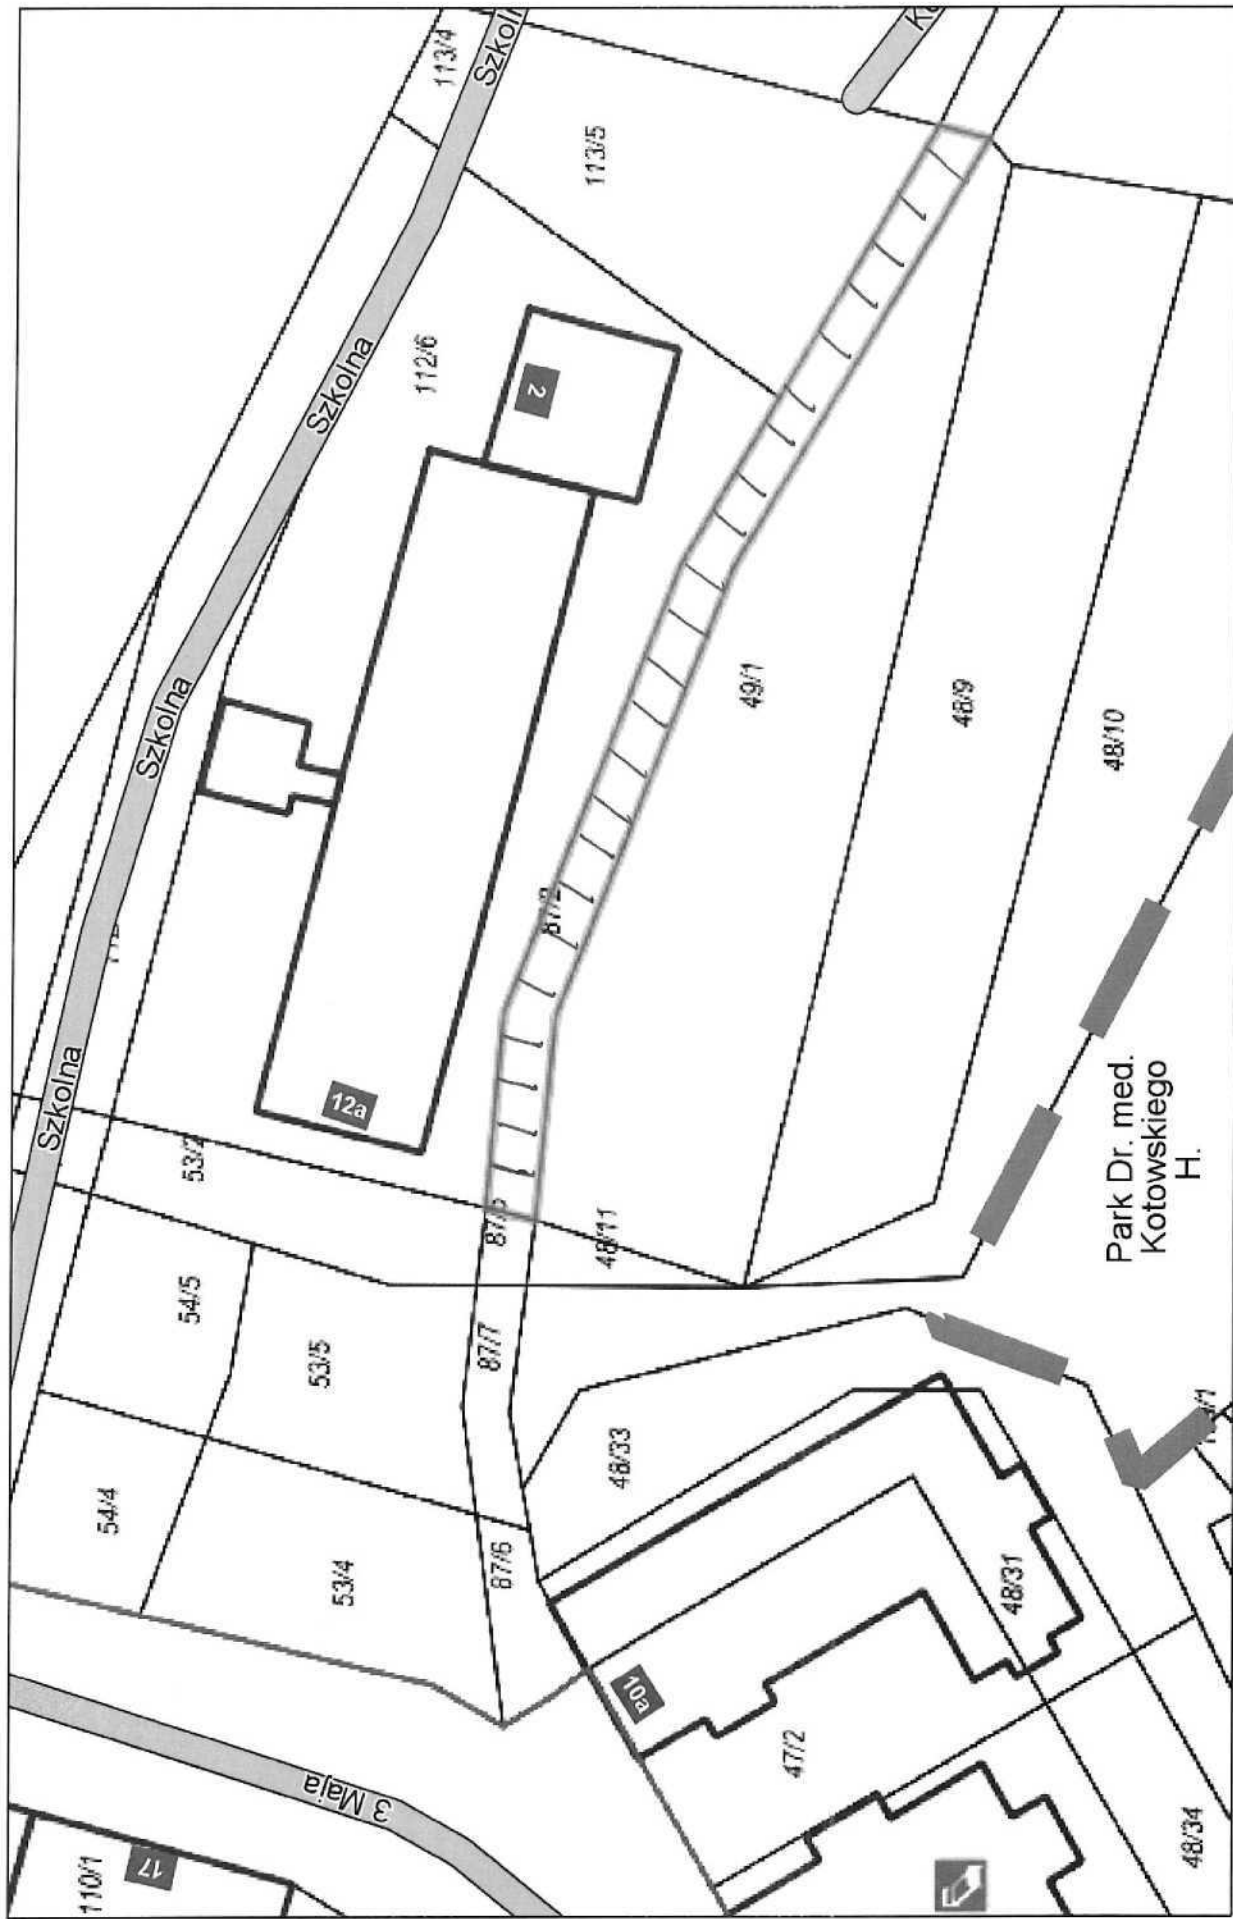 113/4
Szkoln
113/5
112/6
Szkolna
2
Szkolna
49/1
48/9
48/10
87/2
12a
Szkolna
53/2
Park Dr. med.
Kotowskiego
H.
48/11
54/5
53/5
87/7
54/4
48/33
53/4
87/6
48/31
10a
47/2
3 Maja
17
110/1
48/34